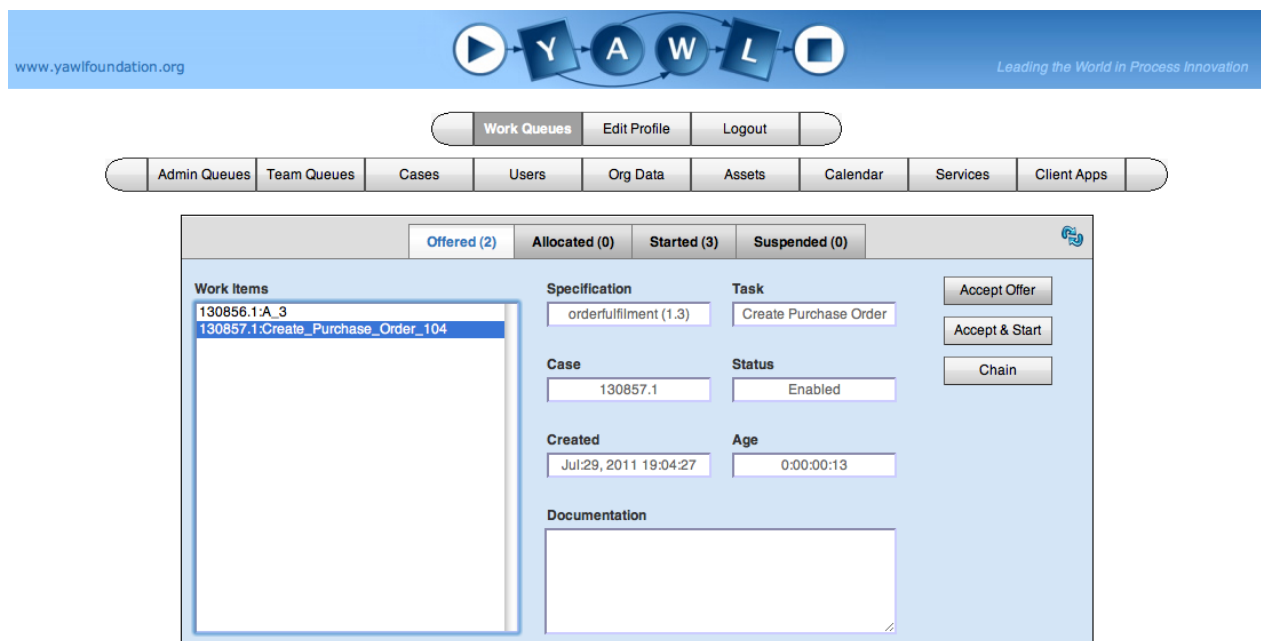 www.yawlfoundation.org
Y A W L
Leading the World in Process Innovation
Work Queues Edit Profile Logout
Admin Queues Team Queues Cases Users Org Data Assets Calendar Services Client Apps
Offered (2) Allocated (0) Started (3) Suspended (0)
Work Items
130856.1:A_3
130857.1:Create_Purchase_Order_104
Specification Task
orderfulfilment (1.3) Create Purchase Order
Case Status
130857.1 Enabled
Created Age
Jul:29, 2011 19:04:27 0:00:00:13
Documentation
Accept Offer
Accept & Start
Chain